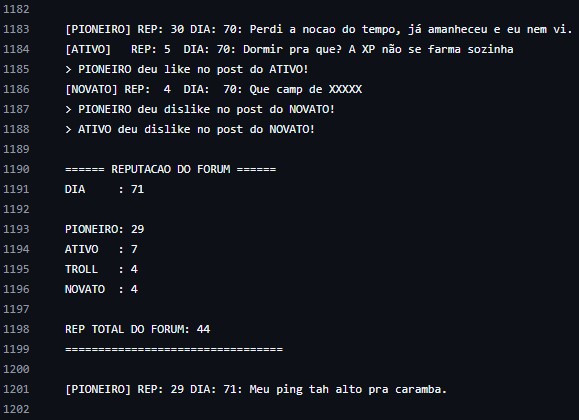 1182
1183 [PIONEIRO] REP: 30 DIA: 70: Perdi a nocao do tempo, já amanheceu e eu nem vi.
1184 [ATIVO]   REP: 5  DIA: 70: Dormir pra que? A XP não se farma sozinha
1185 > PIONEIRO deu like no post do ATIVO!
1186 [NOVATO] REP:  4  DIA:  70: Que camp de XXXXX
1187 > PIONEIRO deu dislike no post do NOVATO!
1188 > ATIVO deu dislike no post do NOVATO!
1189
1190 ====== REPUTACAO DO FORUM ======
1191 DIA     : 71
1192
1193 PIONEIRO: 29
1194 ATIVO   : 7
1195 TROLL   : 4
1196 NOVATO  : 4
1197
1198 REP TOTAL DO FORUM: 44
1199 =================================
1200
1201 [PIONEIRO] REP: 29 DIA: 71: Meu ping tah alto pra caramba.
1202